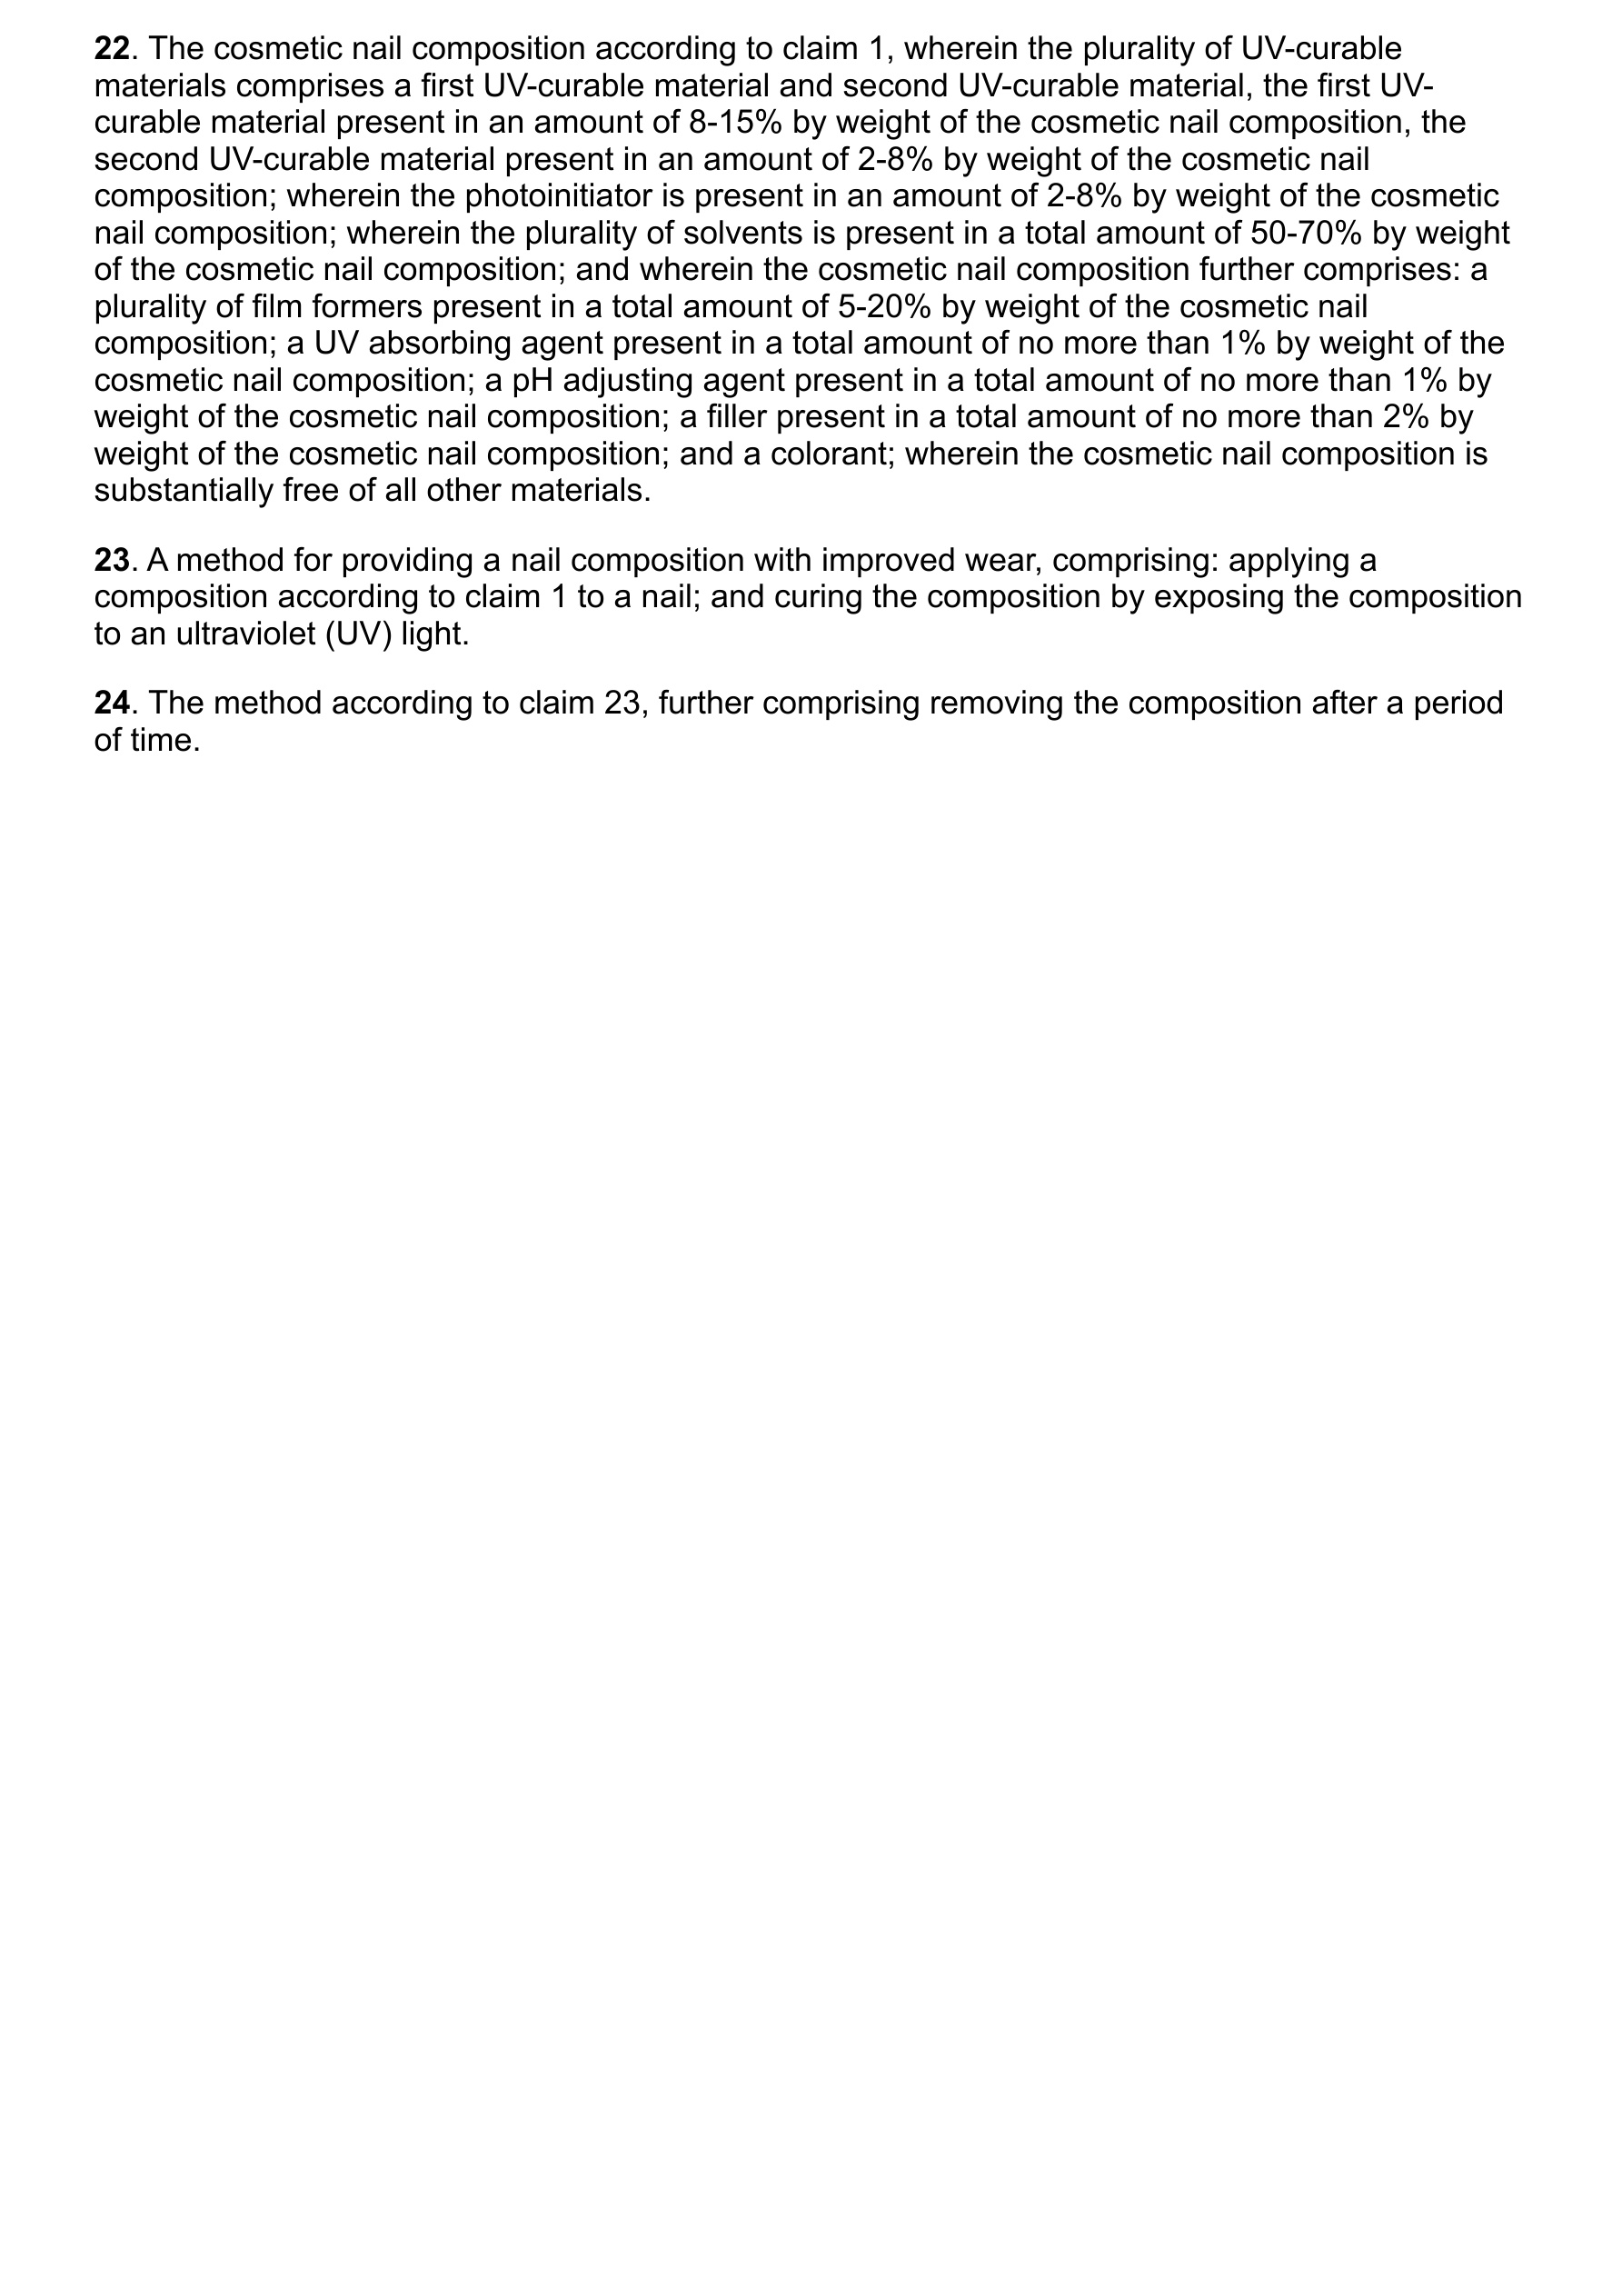 22. The cosmetic nail composition according to claim 1, wherein the plurality of UV-curable
materials comprises a first UV-curable material and second UV-curable material, the first UV-
curable material present in an amount of 8-15% by weight of the cosmetic nail composition, the
second UV-curable material present in an amount of 2-8% by weight of the cosmetic nail
composition; wherein the photoinitiator is present in an amount of 2-8% by weight of the cosmetic
nail composition; wherein the plurality of solvents is present in a total amount of 50-70% by weight
of the cosmetic nail composition; and wherein the cosmetic nail composition further comprises: a
plurality of film formers present in a total amount of 5-20% by weight of the cosmetic nail
composition; a UV absorbing agent present in a total amount of no more than 1% by weight of the
cosmetic nail composition; a pH adjusting agent present in a total amount of no more than 1% by
weight of the cosmetic nail composition; a filler present in a total amount of no more than 2% by
weight of the cosmetic nail composition; and a colorant; wherein the cosmetic nail composition is
substantially free of all other materials.
23. A method for providing a nail composition with improved wear, comprising: applying a
composition according to claim 1 to a nail; and curing the composition by exposing the composition
to an ultraviolet (UV) light.
24. The method according to claim 23, further comprising removing the composition after a period
of time.